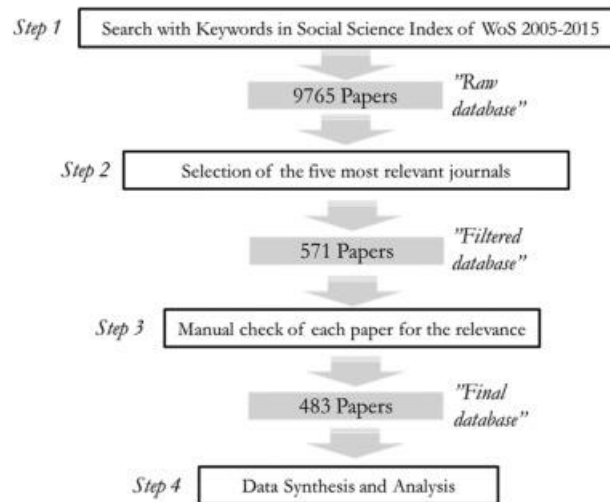 Step 1 Search with Keywords in Social Science Index of WoS 2005-2015
9765 Papers
"Raw
database"
Step 2 Selection of the five most relevant journals
571 Papers
"Filtered
database"
Step 3 Manual check of each paper for the relevance
483 Papers
"Final
database"
Step 4 Data Synthesis and Analysis